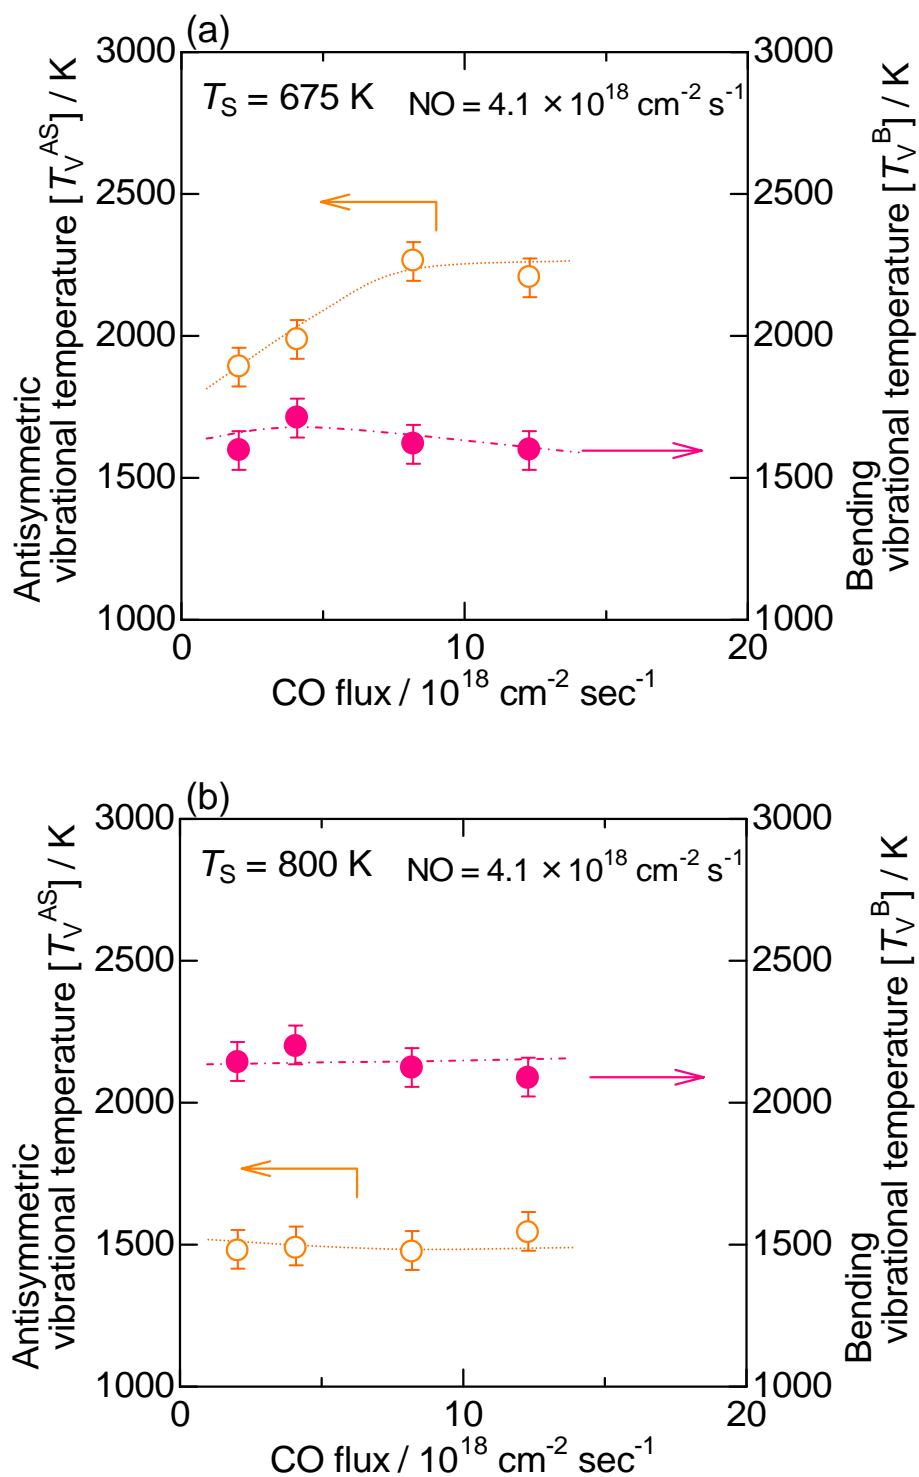 (a)
3000
2500
2000
1500
1000
Antisymmetric
vibrational temperature [T_V^AS] / K
T_S = 675 K
NO = 4.1 × 10^18 cm^-2 s^-1
3000
2500
2000
1500
1000
Bending
vibrational temperature [T_V^B] / K
0
10
20
CO flux / 10^18 cm^-2 sec^-1
(b)
3000
2500
2000
1500
1000
Antisymmetric
vibrational temperature [T_V^AS] / K
T_S = 800 K
NO = 4.1 × 10^18 cm^-2 s^-1
3000
2500
2000
1500
1000
Bending
vibrational temperature [T_V^B] / K
0
10
20
CO flux / 10^18 cm^-2 sec^-1